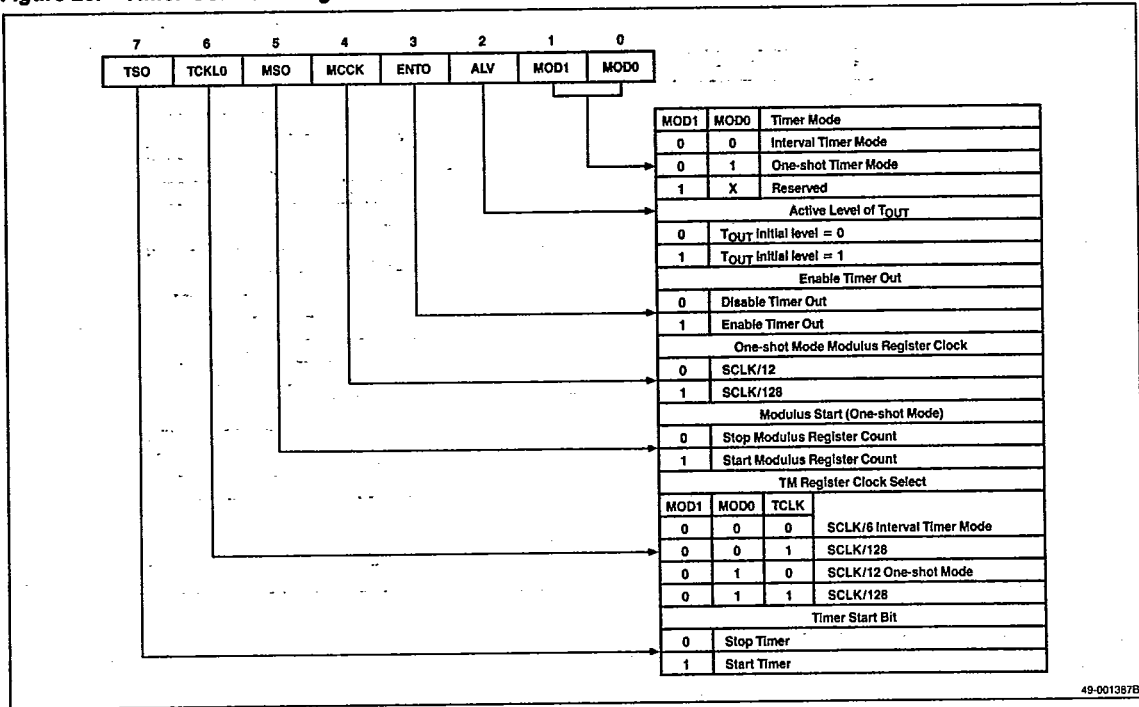 7 6 5 4 3 2 1 0
TSO TCKL0 MSO MCCK ENTO ALV MOD1 MOD0
MOD1 MOD0 Timer Mode
0 0 Interval Timer Mode
0 1 One-shot Timer Mode
1 X Reserved
Active Level of TOUT
0 TOUT Initial level = 0
1 TOUT Initial level = 1
Enable Timer Out
0 Disable Timer Out
1 Enable Timer Out
One-shot Mode Modulus Register Clock
0 SCLK/12
1 SCLK/128
Modulus Start (One-shot Mode)
0 Stop Modulus Register Count
1 Start Modulus Register Count
TM Register Clock Select
MOD1 MOD0 TCLK
0 0 0 SCLK/6 Interval Timer Mode
0 0 1 SCLK/128
0 1 0 SCLK/12 One-shot Mode
0 1 1 SCLK/128
Timer Start Bit
0 Stop Timer
1 Start Timer
49-001387B